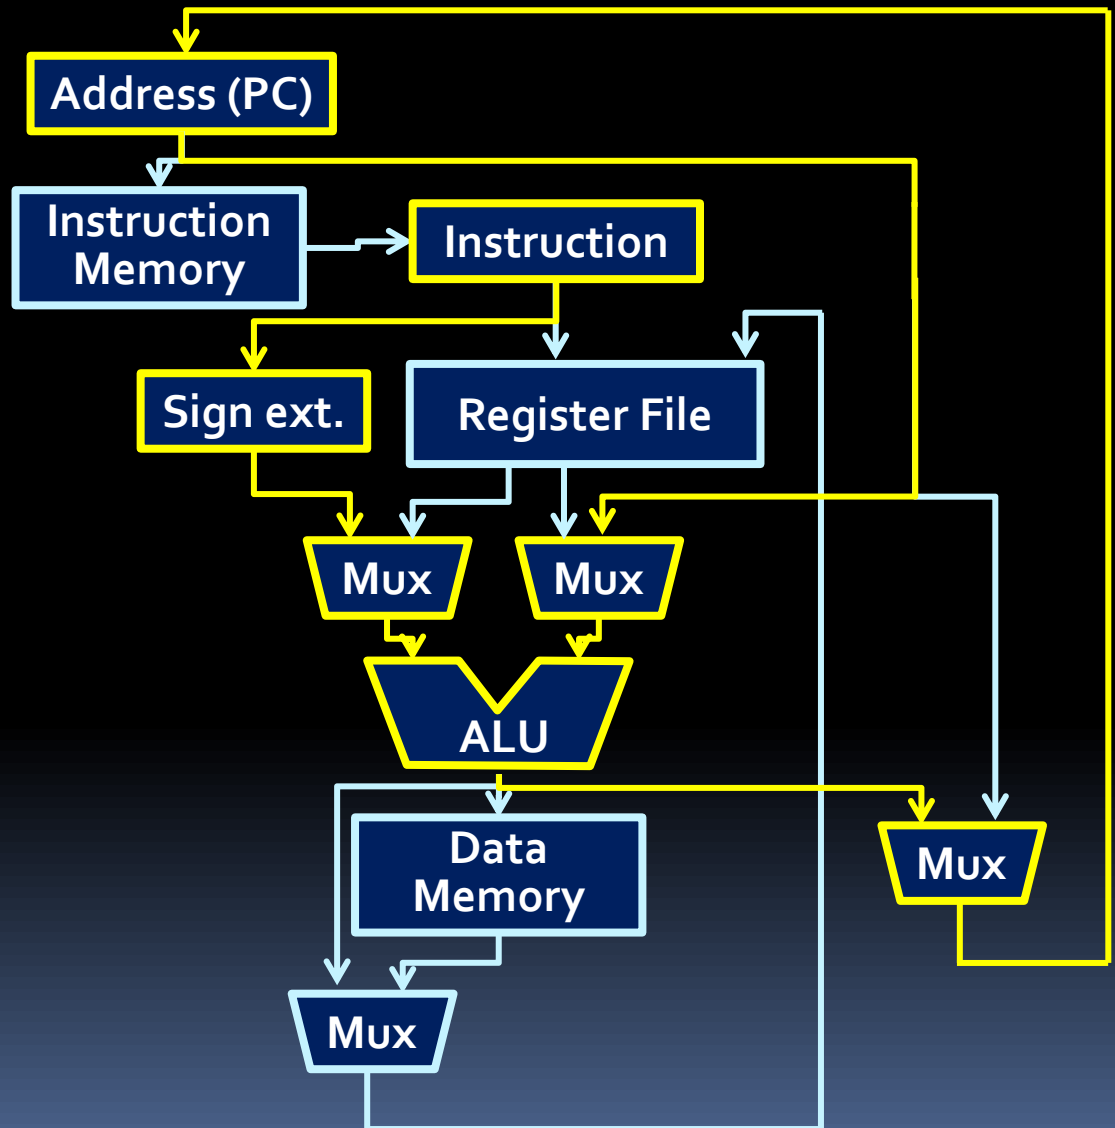 Address (PC)
Instruction
Memory
Instruction
Sign ext.
Register File
Mux
Mux
ALU
Data
Memory
Mux
Mux